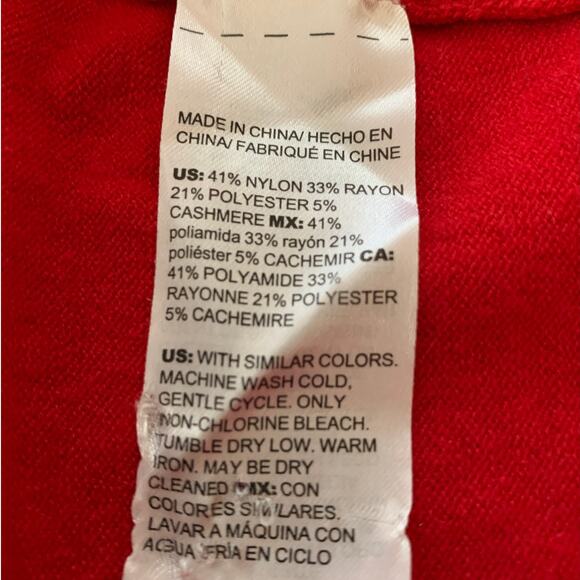 MADE IN CHINA/ HECHO EN
CHINA/ FABRIQUÉ EN CHINE
US: 41% NYLON 33% RAYON
21% POLYESTER 5%
CASHMERE MX: 41%
poliamida 33% rayón 21%
poliéster 5% CACHEMIR CA:
41% POLYAMIDE 33%
RAYONNE 21% POLYESTER
5% CACHEMIRE
US: WITH SIMILAR COLORS.
MACHINE WASH COLD,
GENTLE CYCLE. ONLY
NON-CHLORINE BLEACH.
TUMBLE DRY LOW. WARM
IRON. MAY BE DRY
CLEANED MX: CON
COLORES SIMILARES.
LAVAR A MÁQUINA CON
AGUA FRÍA EN CICLO